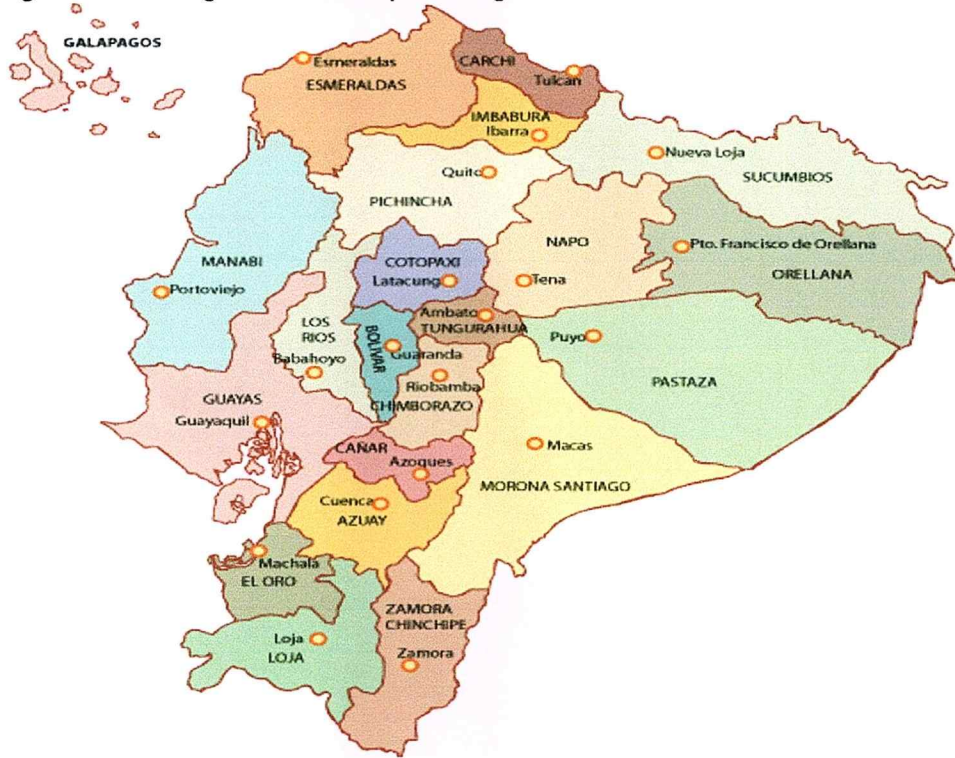 GALAPAGOS
Esmeraldas
ESMERALDAS
CARCHI
Tulcan
IMBABURA
Ibarra
Nueva Loja
SUCUMBIOS
Quito
PICHINCHA
MANABI
Portoviejo
COTOPAXI
Latacung
NAPO
Tena
Pto. Francisco de Orellana
ORELLANA
LOS
RIOS
Babahoyo
BOLIVAR
Guaranda
Ambato
TUNGURAHUA
Riobamba
CHIMBORAZO
Puyo
PASTAZA
GUAYAS
Guayaquil
CAÑAR
Azoques
Macas
MORONA SANTIAGO
Cuenca
AZUAY
Machala
EL ORO
ZAMORA
CHINCHIPE
Zamora
Loja
LOJA